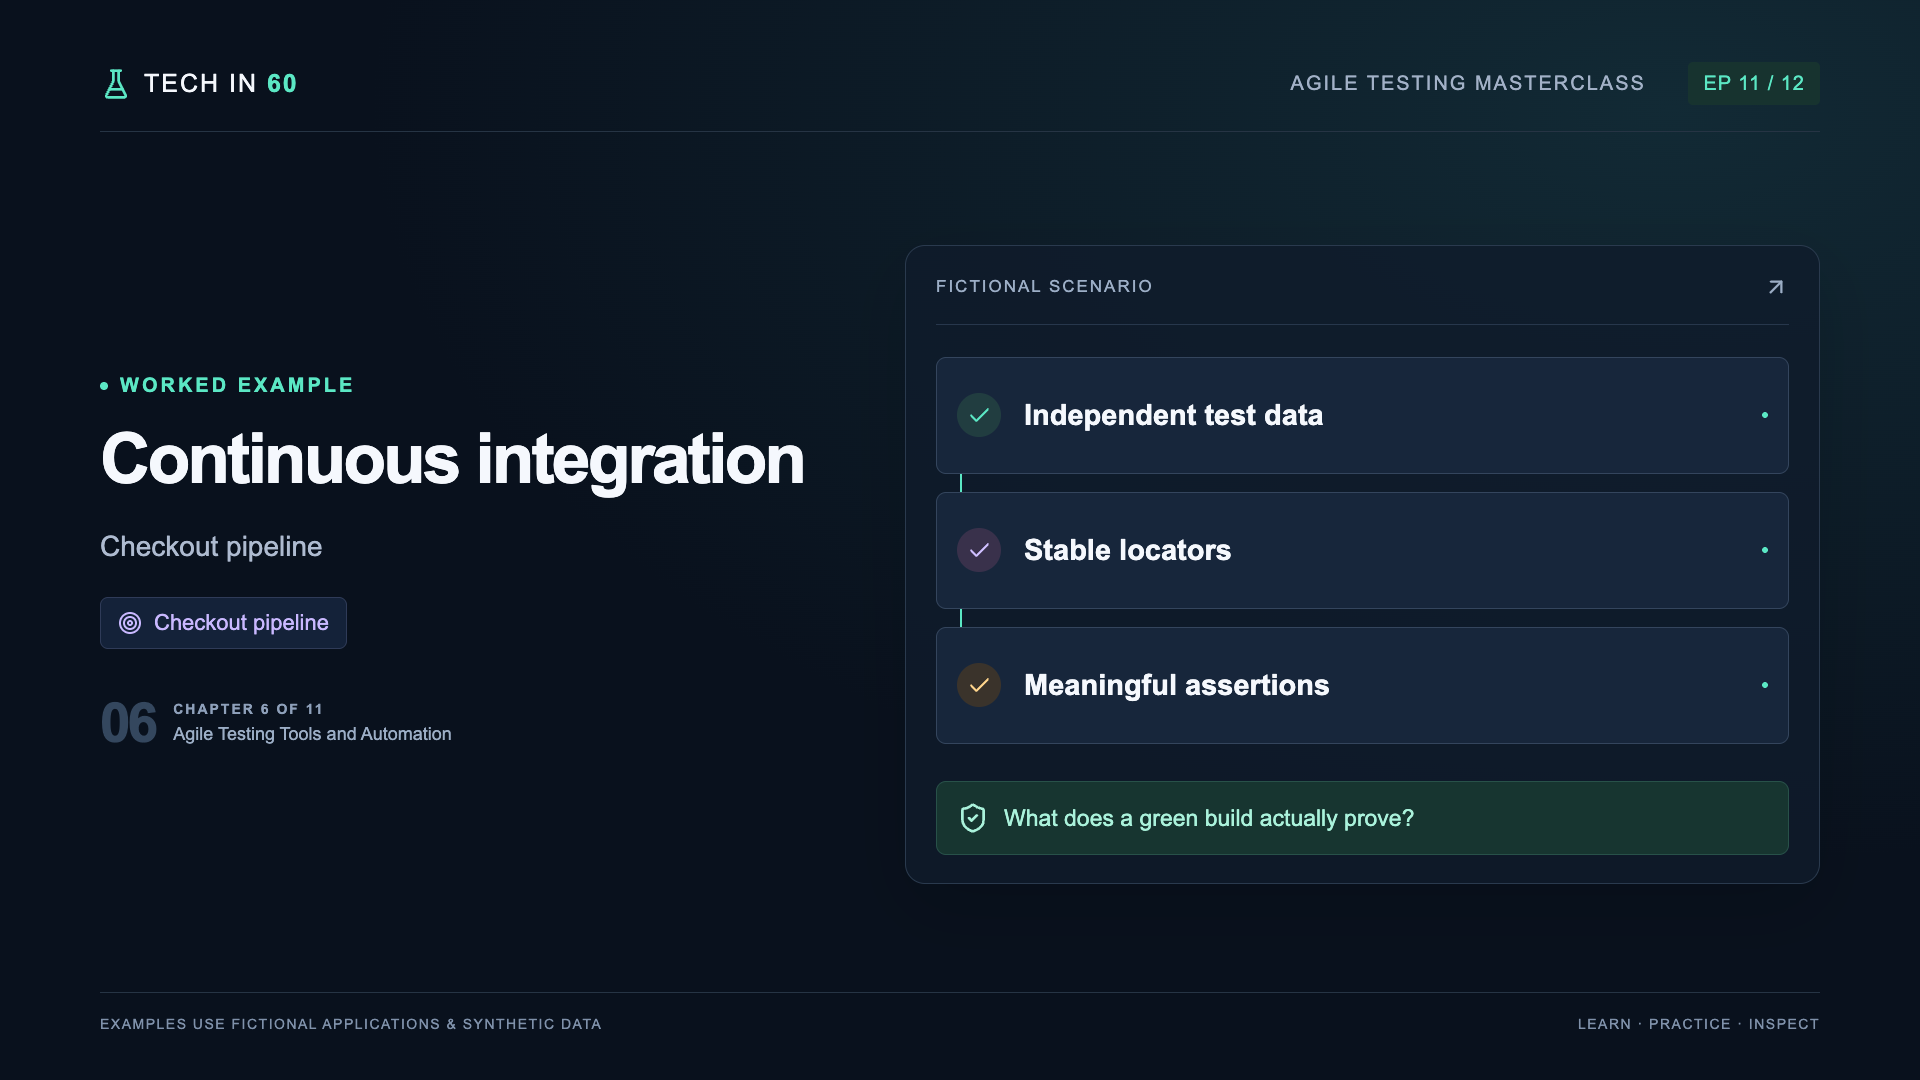 TECH IN 60
AGILE TESTING MASTERCLASS
EP 11 / 12
WORKED EXAMPLE
Continuous integration
Checkout pipeline
Checkout pipeline
06
CHAPTER 6 OF 11
Agile Testing Tools and Automation
FICTIONAL SCENARIO
Independent test data
Stable locators
Meaningful assertions
What does a green build actually prove?
EXAMPLES USE FICTIONAL APPLICATIONS & SYNTHETIC DATA
LEARN · PRACTICE · INSPECT